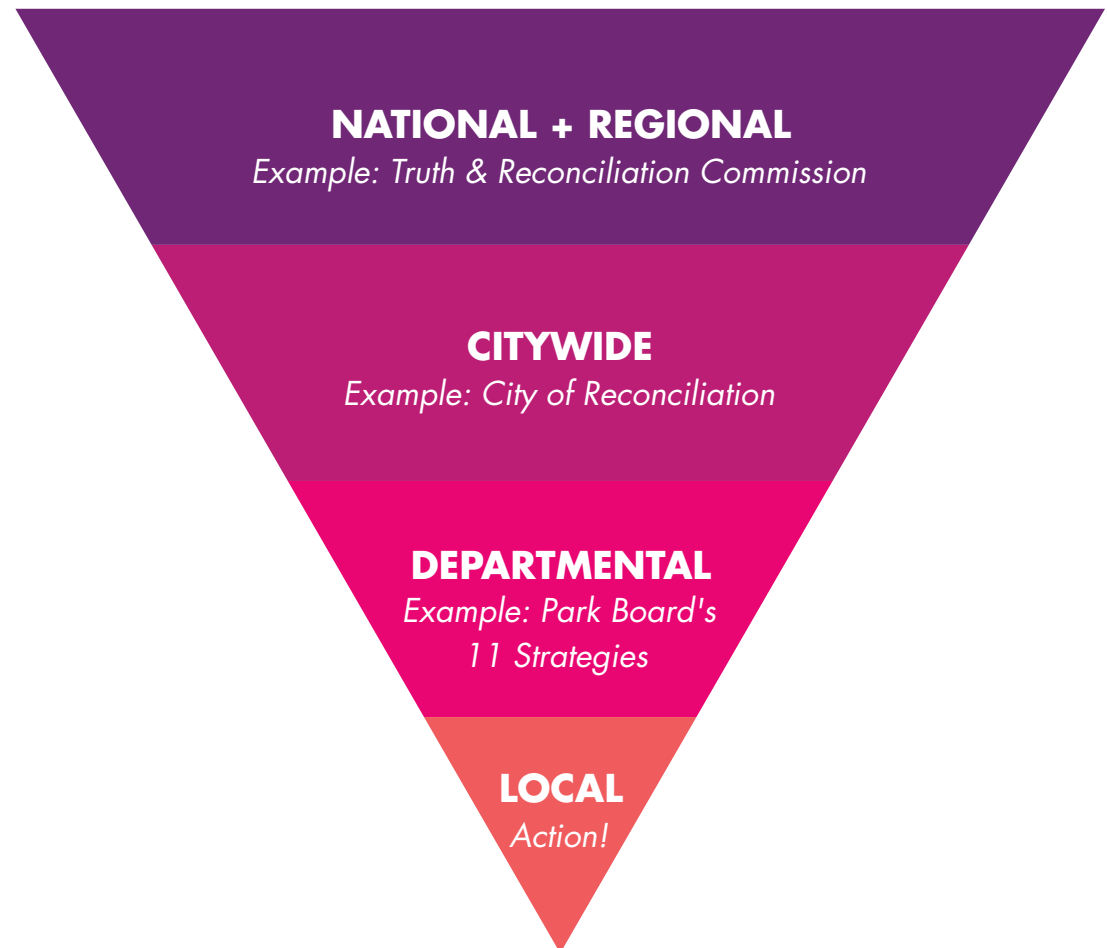 NATIONAL + REGIONAL
Example: Truth & Reconciliation Commission
CITYWIDE
Example: City of Reconciliation
DEPARTMENTAL
Example: Park Board's
11 Strategies
LOCAL
Action!